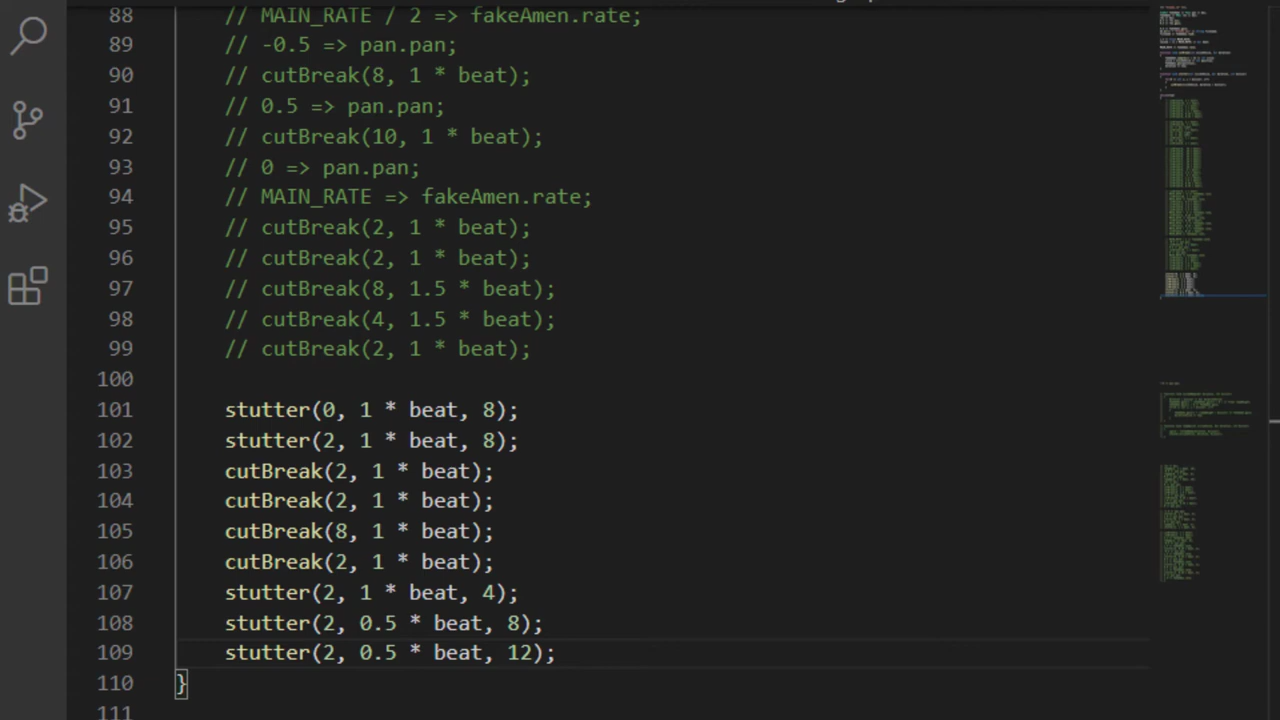 88 // MAIN_RATE / 2 => fakeAmen.rate;
89 // -0.5 => pan.pan;
90 // cutBreak(8, 1 * beat);
91 // 0.5 => pan.pan;
92 // cutBreak(10, 1 * beat);
93 // 0 => pan.pan;
94 // MAIN_RATE => fakeAmen.rate;
95 // cutBreak(2, 1 * beat);
96 // cutBreak(2, 1 * beat);
97 // cutBreak(8, 1.5 * beat);
98 // cutBreak(4, 1.5 * beat);
99 // cutBreak(2, 1 * beat);
100
101 stutter(0, 1 * beat, 8);
102 stutter(2, 1 * beat, 8);
103 cutBreak(2, 1 * beat);
104 cutBreak(2, 1 * beat);
105 cutBreak(8, 1 * beat);
106 cutBreak(2, 1 * beat);
107 stutter(2, 1 * beat, 4);
108 stutter(2, 0.5 * beat, 8);
109 stutter(2, 0.5 * beat, 12);
110 }
111